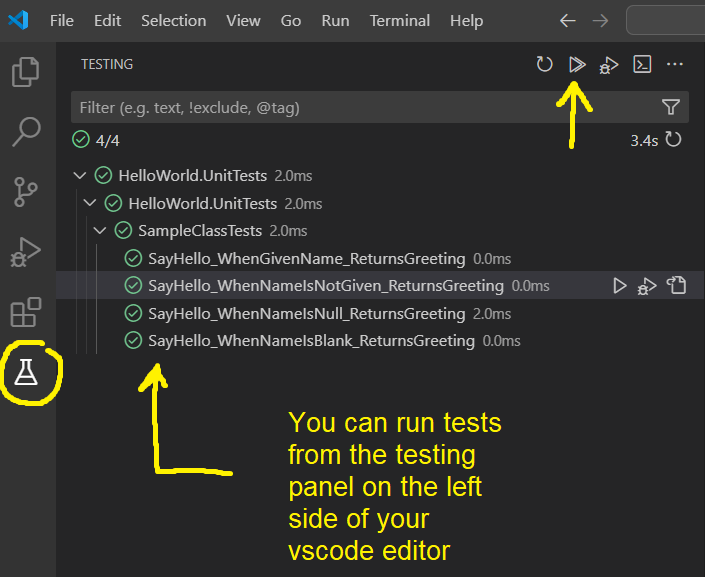 File Edit Selection View Go Run Terminal Help
TESTING
Filter (e.g. text, !exclude, @tag)
4/4 3.4s
HelloWorld.UnitTests 2.0ms
HelloWorld.UnitTests 2.0ms
SampleClassTests 2.0ms
SayHello_WhenGivenName_ReturnsGreeting 0.0ms
SayHello_WhenNameIsNotGiven_ReturnsGreeting 0.0ms
SayHello_WhenNameIsNull_ReturnsGreeting 2.0ms
SayHello_WhenNameIsBlank_ReturnsGreeting 0.0ms
You can run tests
from the testing
panel on the left
side of your
vscode editor